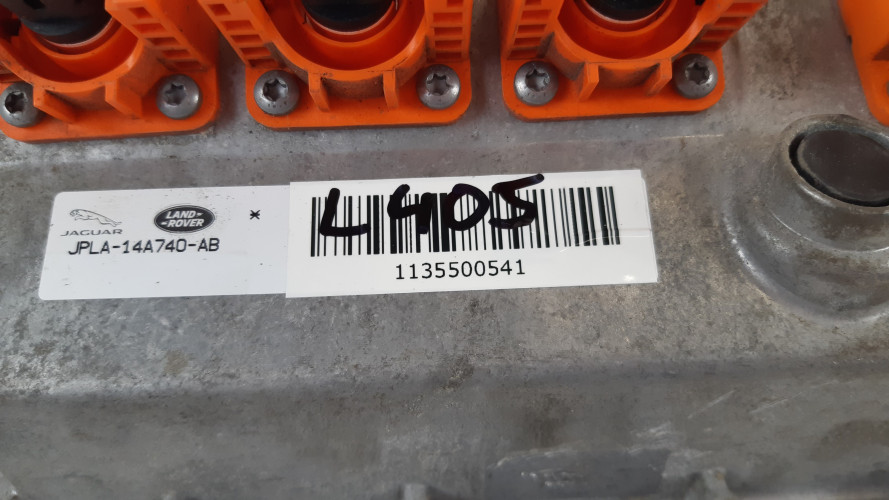 JAGUAR
LAND-
-ROVER
*
JPLA-14A740-AB
L405
1135500541